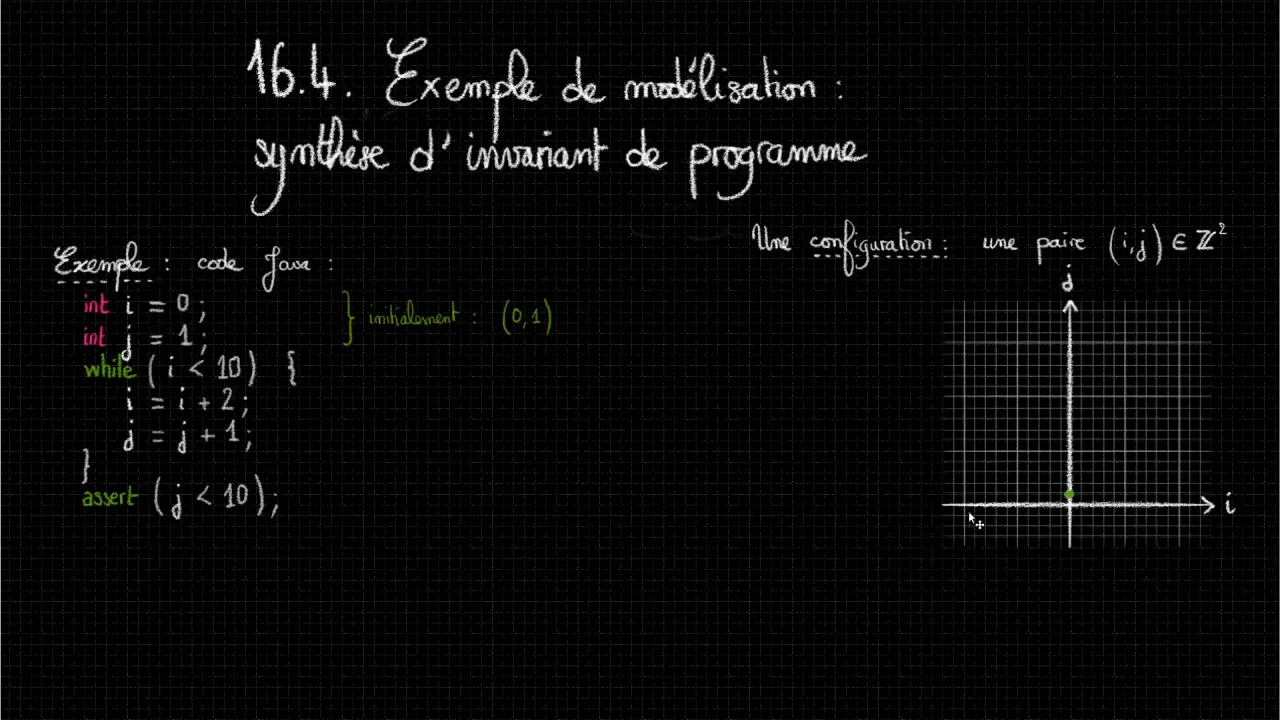 16.4. Exemple de modélisation :
synthèse d'invariant de programme
Exemple : code Java :
int i = 0 ;
int j = 1 ;
while ( i < 10 ) {
i = i + 2 ;
j = j + 1 ;
}
assert ( j < 10 ) ;
} initialement : (0,1)
Une configuration : une paire (i,j) ∈ ℤ²
j
i